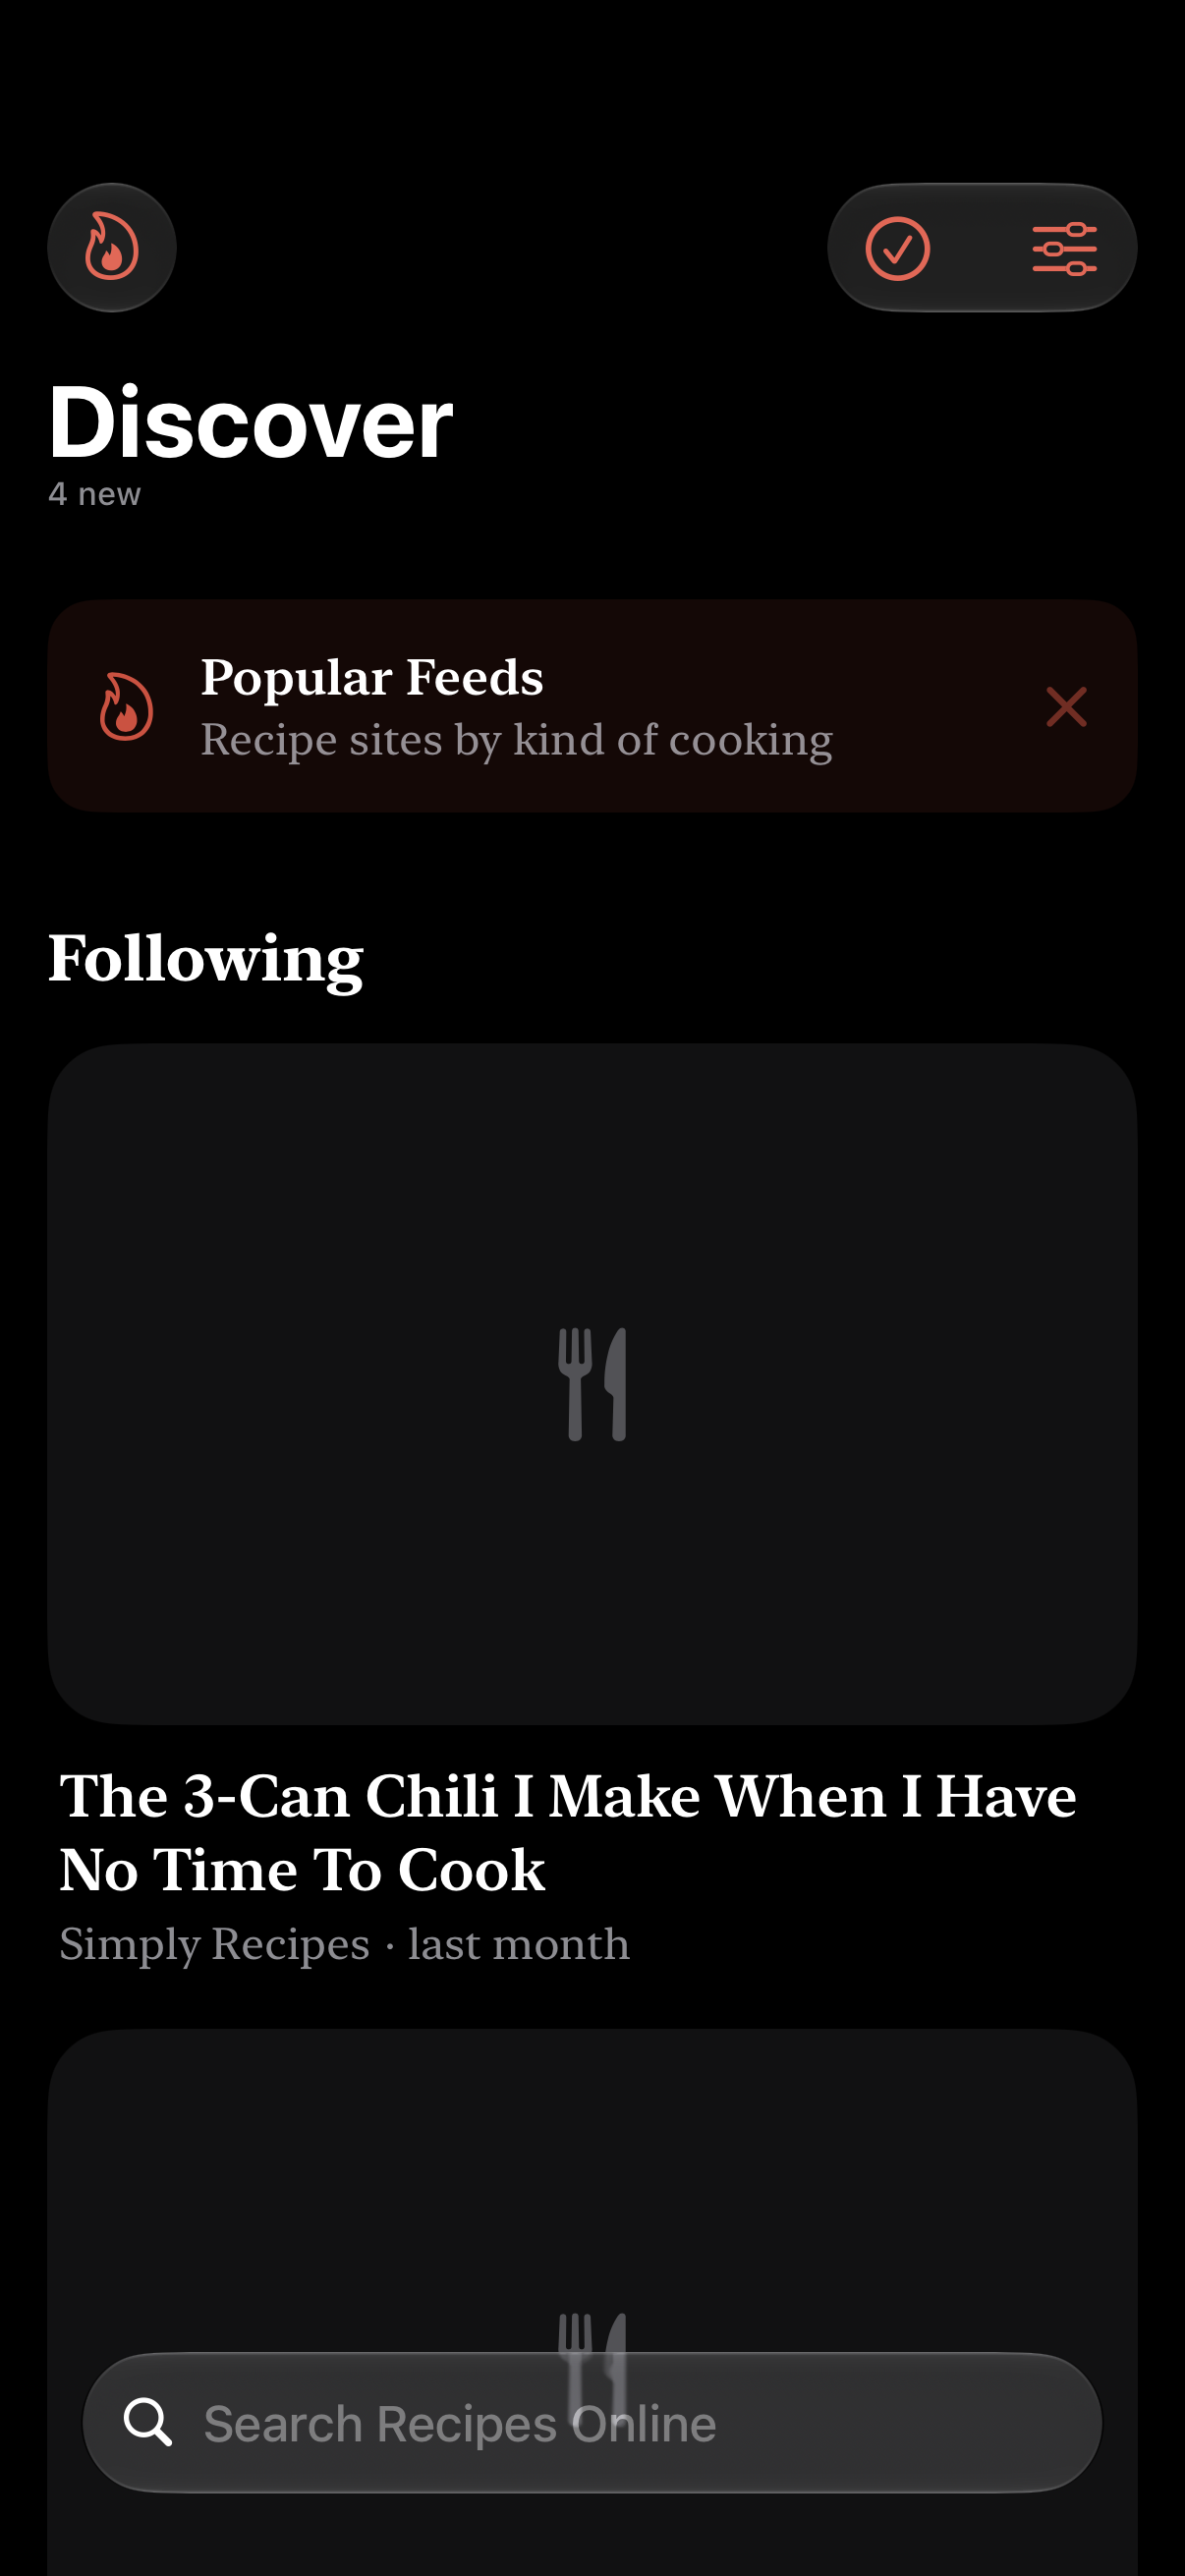 Discover
4 new
Popular Feeds
Recipe sites by kind of cooking
Following
The 3-Can Chili I Make When I Have
No Time To Cook
Simply Recipes · last month
Search Recipes Online